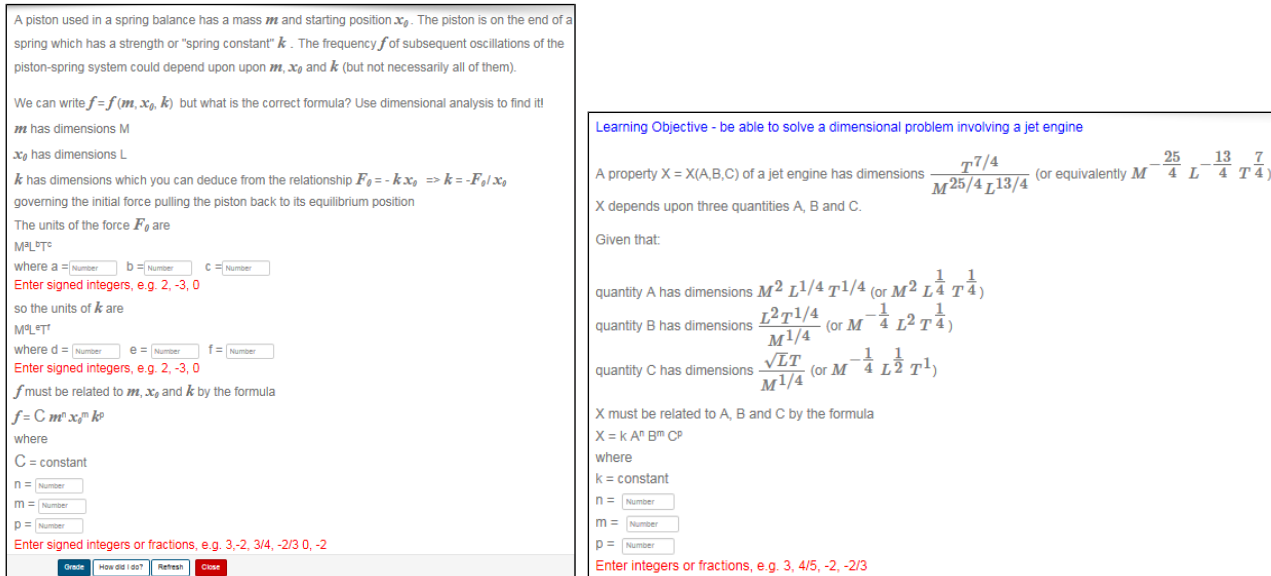 A piston used in a spring balance has a mass m and starting position x₀. The piston is on the end of a
spring which has a strength or "spring constant" k . The frequency f of subsequent oscillations of the
piston-spring system could depend upon upon m, x₀ and k (but not necessarily all of them).
We can write f = f (m, x₀, k) but what is the correct formula? Use dimensional analysis to find it!
m has dimensions M
x₀ has dimensions L
k has dimensions which you can deduce from the relationship F₀ = - k x₀ => k = -F₀/ x₀
governing the initial force pulling the piston back to its equilibrium position
The units of the force F₀ are
MᵃLᵇTᶜ
where a = Number b = Number c = Number
Enter signed integers, e.g. 2, -3, 0
so the units of k are
MᵈLᵉTᶠ
where d = Number e = Number f = Number
Enter signed integers, e.g. 2, -3, 0
f must be related to m, x₀ and k by the formula
f = C mⁿ x₀ᵐ kᵖ
where
C = constant
n = Number
m = Number
p = Number
Enter signed integers or fractions, e.g. 3,-2, 3/4, -2/3 0, -2
Grade How did I do? Refresh Close
Learning Objective - be able to solve a dimensional problem involving a jet engine
A property X = X(A,B,C) of a jet engine has dimensions T^{7/4} / M^{25/4} L^{13/4} (or equivalently M^{-25/4} L^{-13/4} T^{7/4})
X depends upon three quantities A, B and C.
Given that:
quantity A has dimensions M² L^{1/4} T^{1/4} (or M² L^{1/4} T^{1/4})
quantity B has dimensions L² T^{1/4} / M^{1/4} (or M^{-1/4} L² T^{1/4})
quantity C has dimensions √L T / M^{1/4} (or M^{-1/4} L^{1/2} T¹)
X must be related to A, B and C by the formula
X = k Aⁿ Bᵐ Cᵖ
where
k = constant
n = Number
m = Number
p = Number
Enter integers or fractions, e.g. 3, 4/5, -2, -2/3